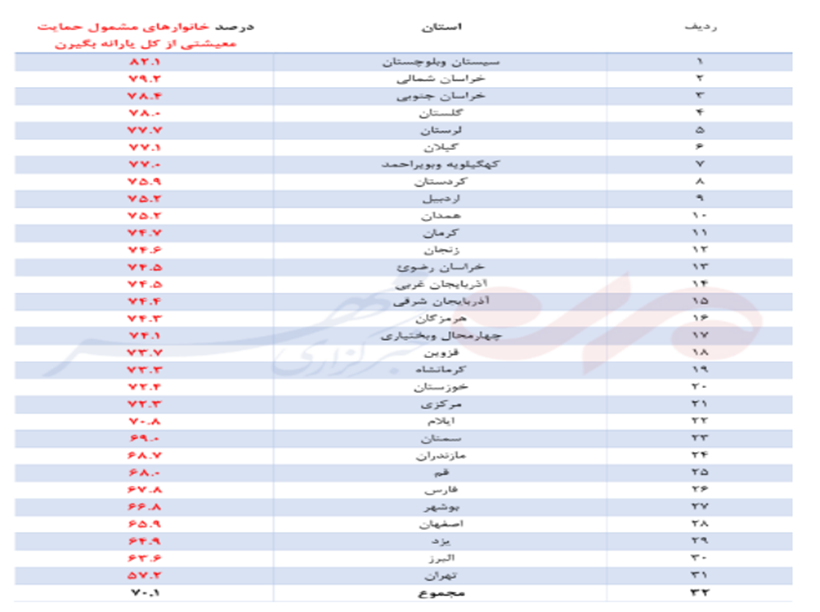 ردیف استان درصد خانوارهای مشمول حمایت معیشتی از کل یارانه بگیرن
۱ سیستان وبلوچستان ۸۲.۱
۲ خراسان شمالی ۷۹.۲
۳ خراسان جنوبی ۷۸.۴
۴ گلستان ۷۸.۰
۵ لرستان ۷۷.۷
۶ گیلان ۷۷.۱
۷ کهگیلویه وبویراحمد ۷۷.۰
۸ کردستان ۷۵.۹
۹ اردبیل ۷۵.۲
۱۰ همدان ۷۵.۲
۱۱ کرمان ۷۴.۷
۱۲ زنجان ۷۴.۶
۱۳ خراسان رضوئ ۷۴.۵
۱۴ آذربایجان غربی ۷۴.۵
۱۵ آذربایجان شرقی ۷۴.۴
۱۶ هرمزگان ۷۴.۳
۱۷ چهارمحال وبختیاری ۷۴.۱
۱۸ قزوین ۷۳.۷
۱۹ کرمانشاه ۷۳.۳
۲۰ خوزستان ۷۲.۴
۲۱ مرکزی ۷۲.۳
۲۲ ایلام ۷۰.۸
۲۳ سمنان ۶۹.۰
۲۴ مازندران ۶۸.۷
۲۵ قم ۶۸.۰
۲۶ فارس ۶۷.۸
۲۷ بوشهر ۶۶.۸
۲۸ اصفهان ۶۵.۹
۲۹ یزد ۶۴.۹
۳۰ البرز ۶۳.۶
۳۱ تهران ۵۷.۲
۳۲ مجموع ۷۰.۱
خبرگزاری مهر